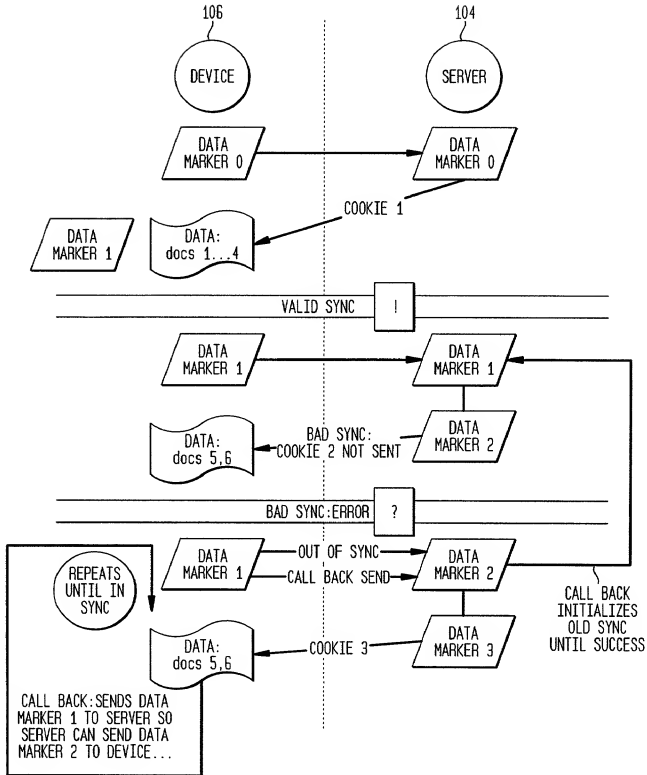 106
104
DEVICE
SERVER
DATA
MARKER 0
DATA
MARKER 0
COOKIE 1
DATA
MARKER 1
DATA:
docs 1...4
VALID SYNC
!
DATA
MARKER 1
DATA
MARKER 1
DATA:
docs 5,6
BAD SYNC:
COOKIE 2 NOT SENT
DATA
MARKER 2
BAD SYNC:ERROR
?
REPEATS
UNTIL IN
SYNC
DATA
MARKER 1
OUT OF SYNC
CALL BACK SEND
DATA
MARKER 2
CALL BACK
INITIALIZES
OLD SYNC
UNTIL SUCCESS
DATA:
docs 5,6
COOKIE 3
DATA
MARKER 3
CALL BACK:SENDS DATA
MARKER 1 TO SERVER SO
SERVER CAN SEND DATA
MARKER 2 TO DEVICE...